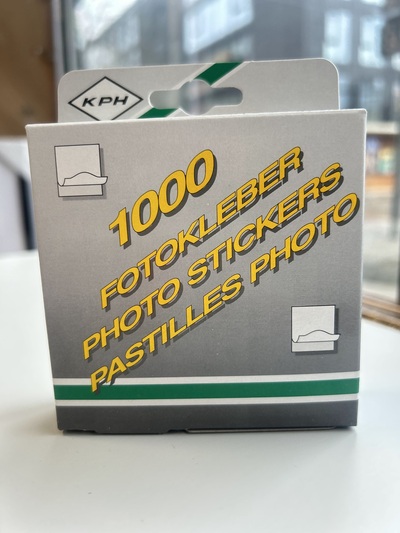 KPH
1000
FOTOKLEBER
PHOTO STICKERS
PASTILLES PHOTO